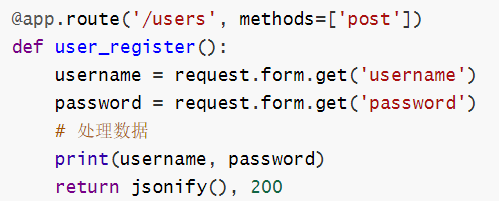 @app.route('/users', methods=['post'])
def user_register():
    username = request.form.get('username')
    password = request.form.get('password')
    # 处理数据
    print(username, password)
    return jsonify(), 200